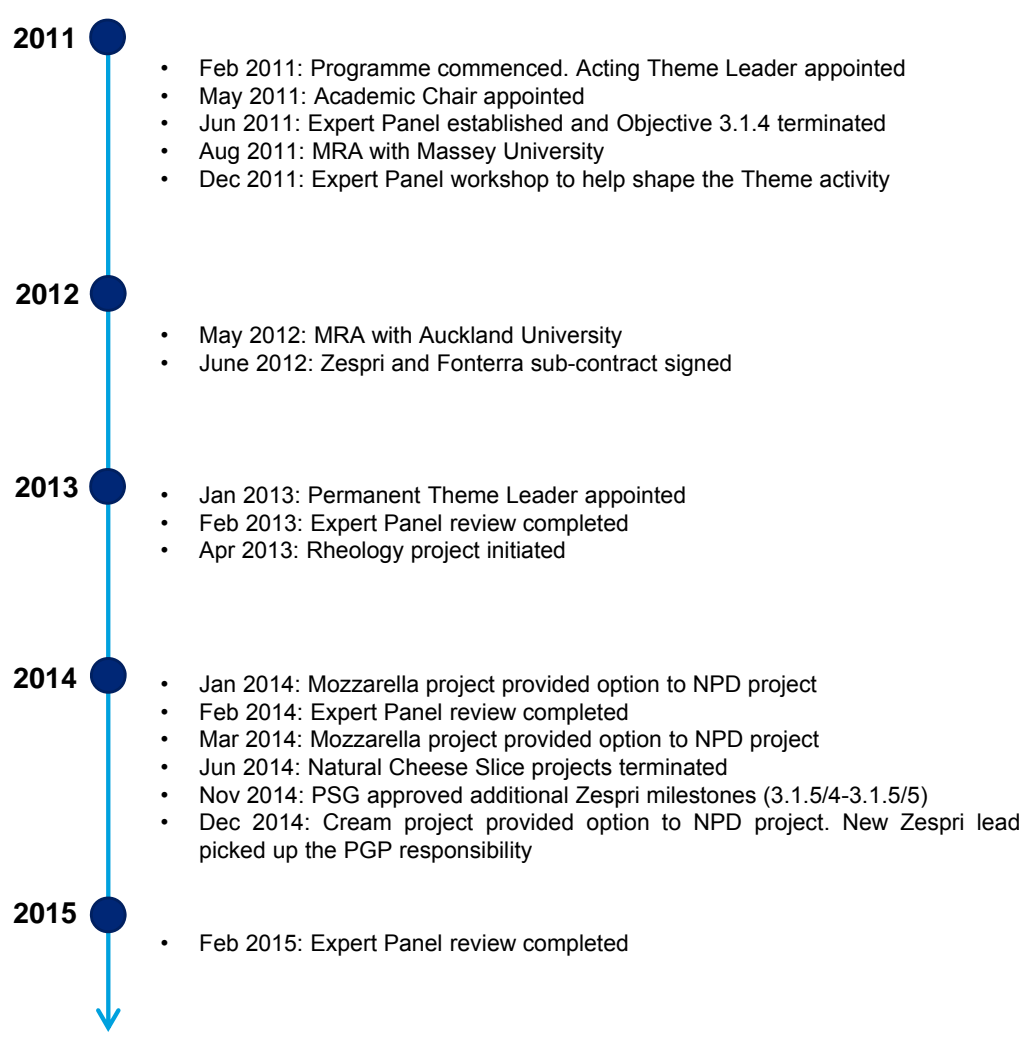 2011
• Feb 2011: Programme commenced. Acting Theme Leader appointed
• May 2011: Academic Chair appointed
• Jun 2011: Expert Panel established and Objective 3.1.4 terminated
• Aug 2011: MRA with Massey University
• Dec 2011: Expert Panel workshop to help shape the Theme activity
2012
• May 2012: MRA with Auckland University
• June 2012: Zespri and Fonterra sub-contract signed
2013
• Jan 2013: Permanent Theme Leader appointed
• Feb 2013: Expert Panel review completed
• Apr 2013: Rheology project initiated
2014
• Jan 2014: Mozzarella project provided option to NPD project
• Feb 2014: Expert Panel review completed
• Mar 2014: Mozzarella project provided option to NPD project
• Jun 2014: Natural Cheese Slice projects terminated
• Nov 2014: PSG approved additional Zespri milestones (3.1.5/4-3.1.5/5)
• Dec 2014: Cream project provided option to NPD project. New Zespri lead
picked up the PGP responsibility
2015
• Feb 2015: Expert Panel review completed